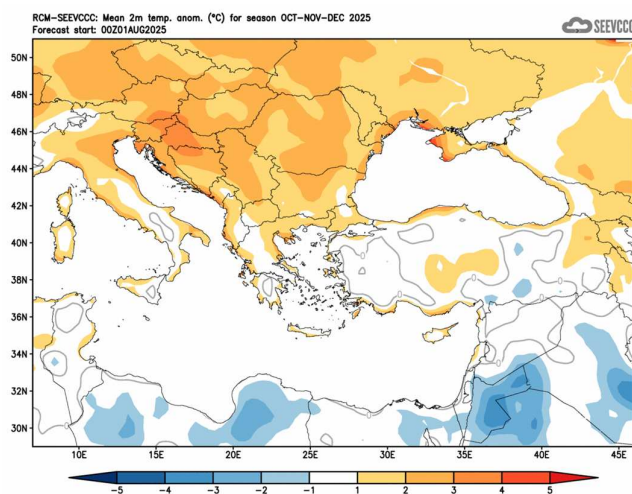 RCM-SEEVCCC: Mean 2m temp. anom. (°C) for season OCT-NOV-DEC 2025
Forecast start: 00Z01AUG2025
SEEVCCC
50N
48N
46N
44N
42N
40N
38N
36N
34N
32N
30N
10E
15E
20E
25E
30E
35E
40E
45E
-5 -4 -3 -2 -1 1 2 3 4 5